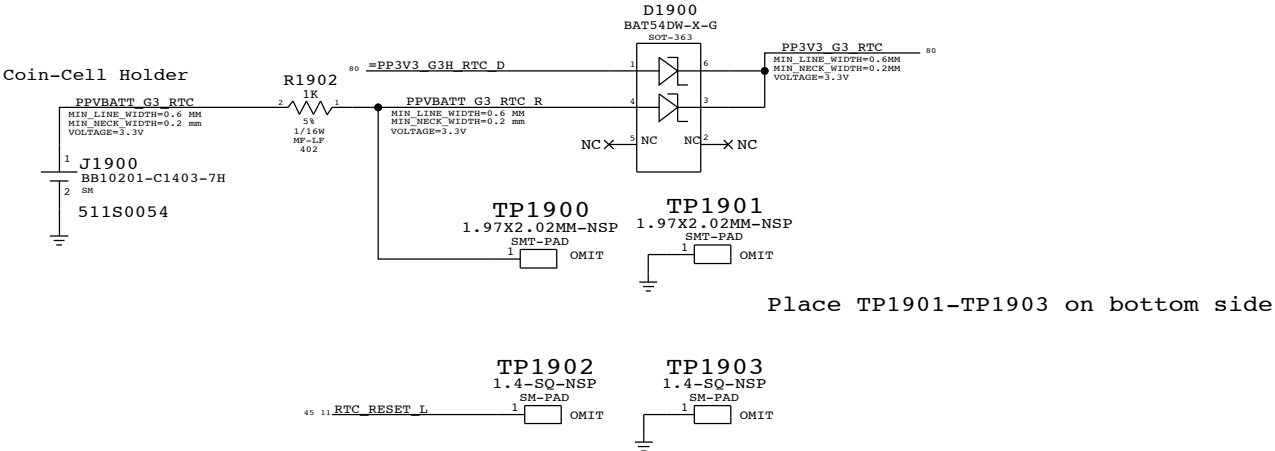 D1900
BAT54DW-X-G
SOT-363
Coin-Cell Holder
80 =PP3V3_G3H_RTC_D 1
6
PP3V3_G3_RTC 80
MIN_LINE_WIDTH=0.6MM
MIN_NECK_WIDTH=0.2MM
VOLTAGE=3.3V
R1902
1K
PPVBATT_G3_RTC 2
1
PPVBATT_G3_RTC_R 4
3
MIN_LINE_WIDTH=0.6 MM
MIN_NECK_WIDTH=0.2 mm
VOLTAGE=3.3V
5%
1/16W
MF-LF
402
MIN_LINE_WIDTH=0.6 MM
MIN_NECK_WIDTH=0.2 mm
VOLTAGE=3.3V
NC 5 NC
NC 2 NC
1
J1900
BB10201-C1403-7H
2 SM
511S0054
TP1900
1.97X2.02MM-NSP
SMT-PAD
1 OMIT
TP1901
1.97X2.02MM-NSP
SMT-PAD
1 OMIT
Place TP1901-TP1903 on bottom side
TP1902
1.4-SQ-NSP
SM-PAD
45 11 RTC_RESET_L 1 OMIT
TP1903
1.4-SQ-NSP
SM-PAD
1 OMIT